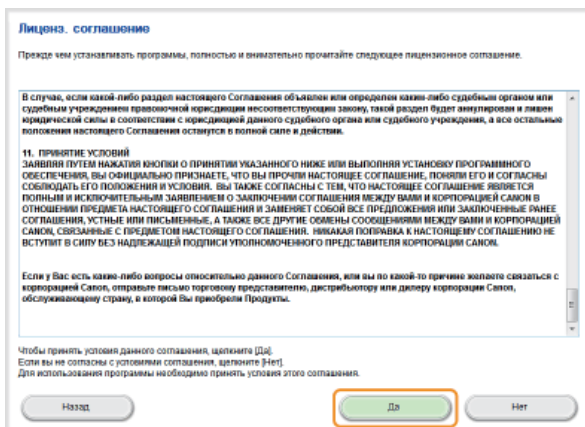 Лиценз. соглашение
Прежде чем устанавливать программы, полностью и внимательно прочитайте следующее лицензионное соглашение.
В случае, если какой-либо раздел настоящего Соглашения объявлен или определен каким-либо судебным органом или
судебным учреждением правовочной юрисдикции несоответствующим закону, такой раздел будет аннулирован и лишен
юридической силы в соответствии с юрисдикцией данного судебного органа или судебного учреждения, а все остальные
положения настоящего Соглашения останутся в полной силе и действии.
11. ПРИНЯТИЕ УСЛОВИЙ
ЗАЯВЛЯЯ ПУТЕМ НАЖАТИЯ КНОПКИ О ПРИНЯТИИ УКАЗАННОГО НИЖЕ ИЛИ ВЫПОЛНЯЯ УСТАНОВКУ ПРОГРАММНОГО
ОБЕСПЕЧЕНИЯ, ВЫ ОФИЦИАЛЬНО ПРИЗНАЕТЕ, ЧТО ВЫ ПРОЧЛИ НАСТОЯЩЕЕ СОГЛАШЕНИЕ, ПОНЯЛИ ЕГО И СОГЛАСНЫ
СОБЛЮДАТЬ ЕГО ПОЛОЖЕНИЯ И УСЛОВИЯ. ВЫ ТАКЖЕ СОГЛАСНЫ С ТЕМ, ЧТО НАСТОЯЩЕЕ СОГЛАШЕНИЕ ЯВЛЯЕТСЯ
ПОЛНЫМ И ИСКЛЮЧИТЕЛЬНЫМ ЗАЯВЛЕНИЕМ О ЗАКЛЮЧЕНИИ СОГЛАШЕНИЯ МЕЖДУ ВАМИ И КОРПОРАЦИЕЙ CANON В
ОТНОШЕНИИ ПРЕДМЕТА НАСТОЯЩЕГО СОГЛАШЕНИЯ И ЗАМЕНЯЕТ СОБОЙ ВСЕ ПРЕДЛОЖЕНИЯ ИЛИ ЗАКЛЮЧЕННЫЕ РАНЕЕ
СОГЛАШЕНИЯ, УСТНЫЕ ИЛИ ПИСЬМЕННЫЕ, А ТАКЖЕ ВСЕ ДРУГИЕ ОБМЕНЫ СООБЩЕНИЯМИ МЕЖДУ ВАМИ И КОРПОРАЦИЕЙ
CANON, СВЯЗАННЫЕ С ПРЕДМЕТОМ НАСТОЯЩЕГО СОГЛАШЕНИЯ. НИКАКАЯ ПОПРАВКА К НАСТОЯЩЕМУ СОГЛАШЕНИЮ НЕ
ВСТУПИТ В СИЛУ БЕЗ НАДЛЕЖАЩЕЙ ПОДПИСИ УПОЛНОМОЧЕННОГО ПРЕДСТАВИТЕЛЯ КОРПОРАЦИИ CANON.
Если у Вас есть какие-либо вопросы относительно данного Соглашения, или вы по какой-то причине желаете связаться с
корпорацией Canon, отправьте письмо торговому представителю, дистрибьютору или дилеру корпорации Canon,
обслуживающему страну, в которой Вы приобрели Продукты.
Чтобы принять условия данного соглашения, щелкните [Да].
Если вы не согласны с условиями соглашения, щелкните [Нет].
Для использования программы необходимо принять условия этого соглашения.
Назад
Да
Нет